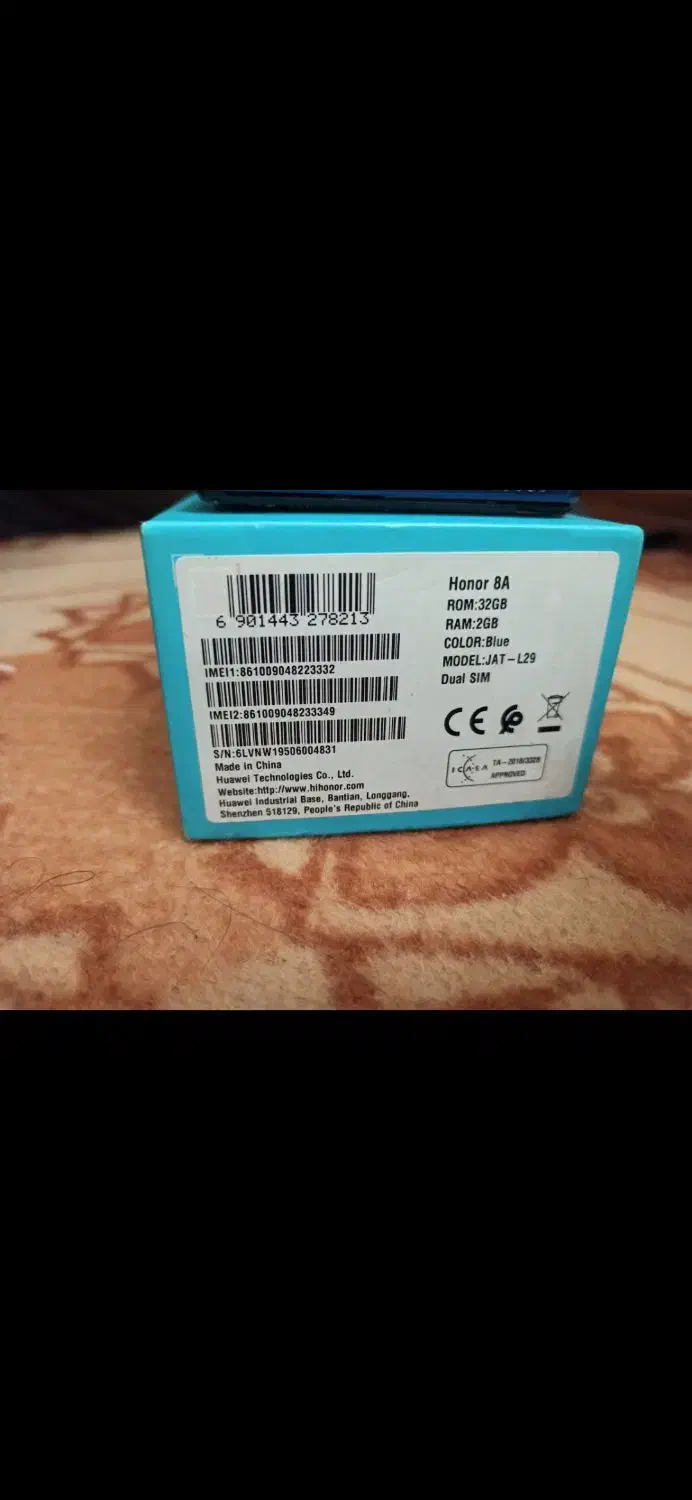 6 901443 278213
IMEI1:861009048223332
IMEI2:861009048233349
S/N:6LVNW19506004831
Made in China
Huawei Technologies Co., Ltd.
Website:http://www.hihonor.com
Huawei Industrial Base, Bantian, Longgang,
Shenzhen 518129, People's Republic of China
Honor 8A
ROM:32GB
RAM:2GB
COLOR:Blue
MODEL:JAT-L29
Dual SIM
CE
ICASA
APPROVED